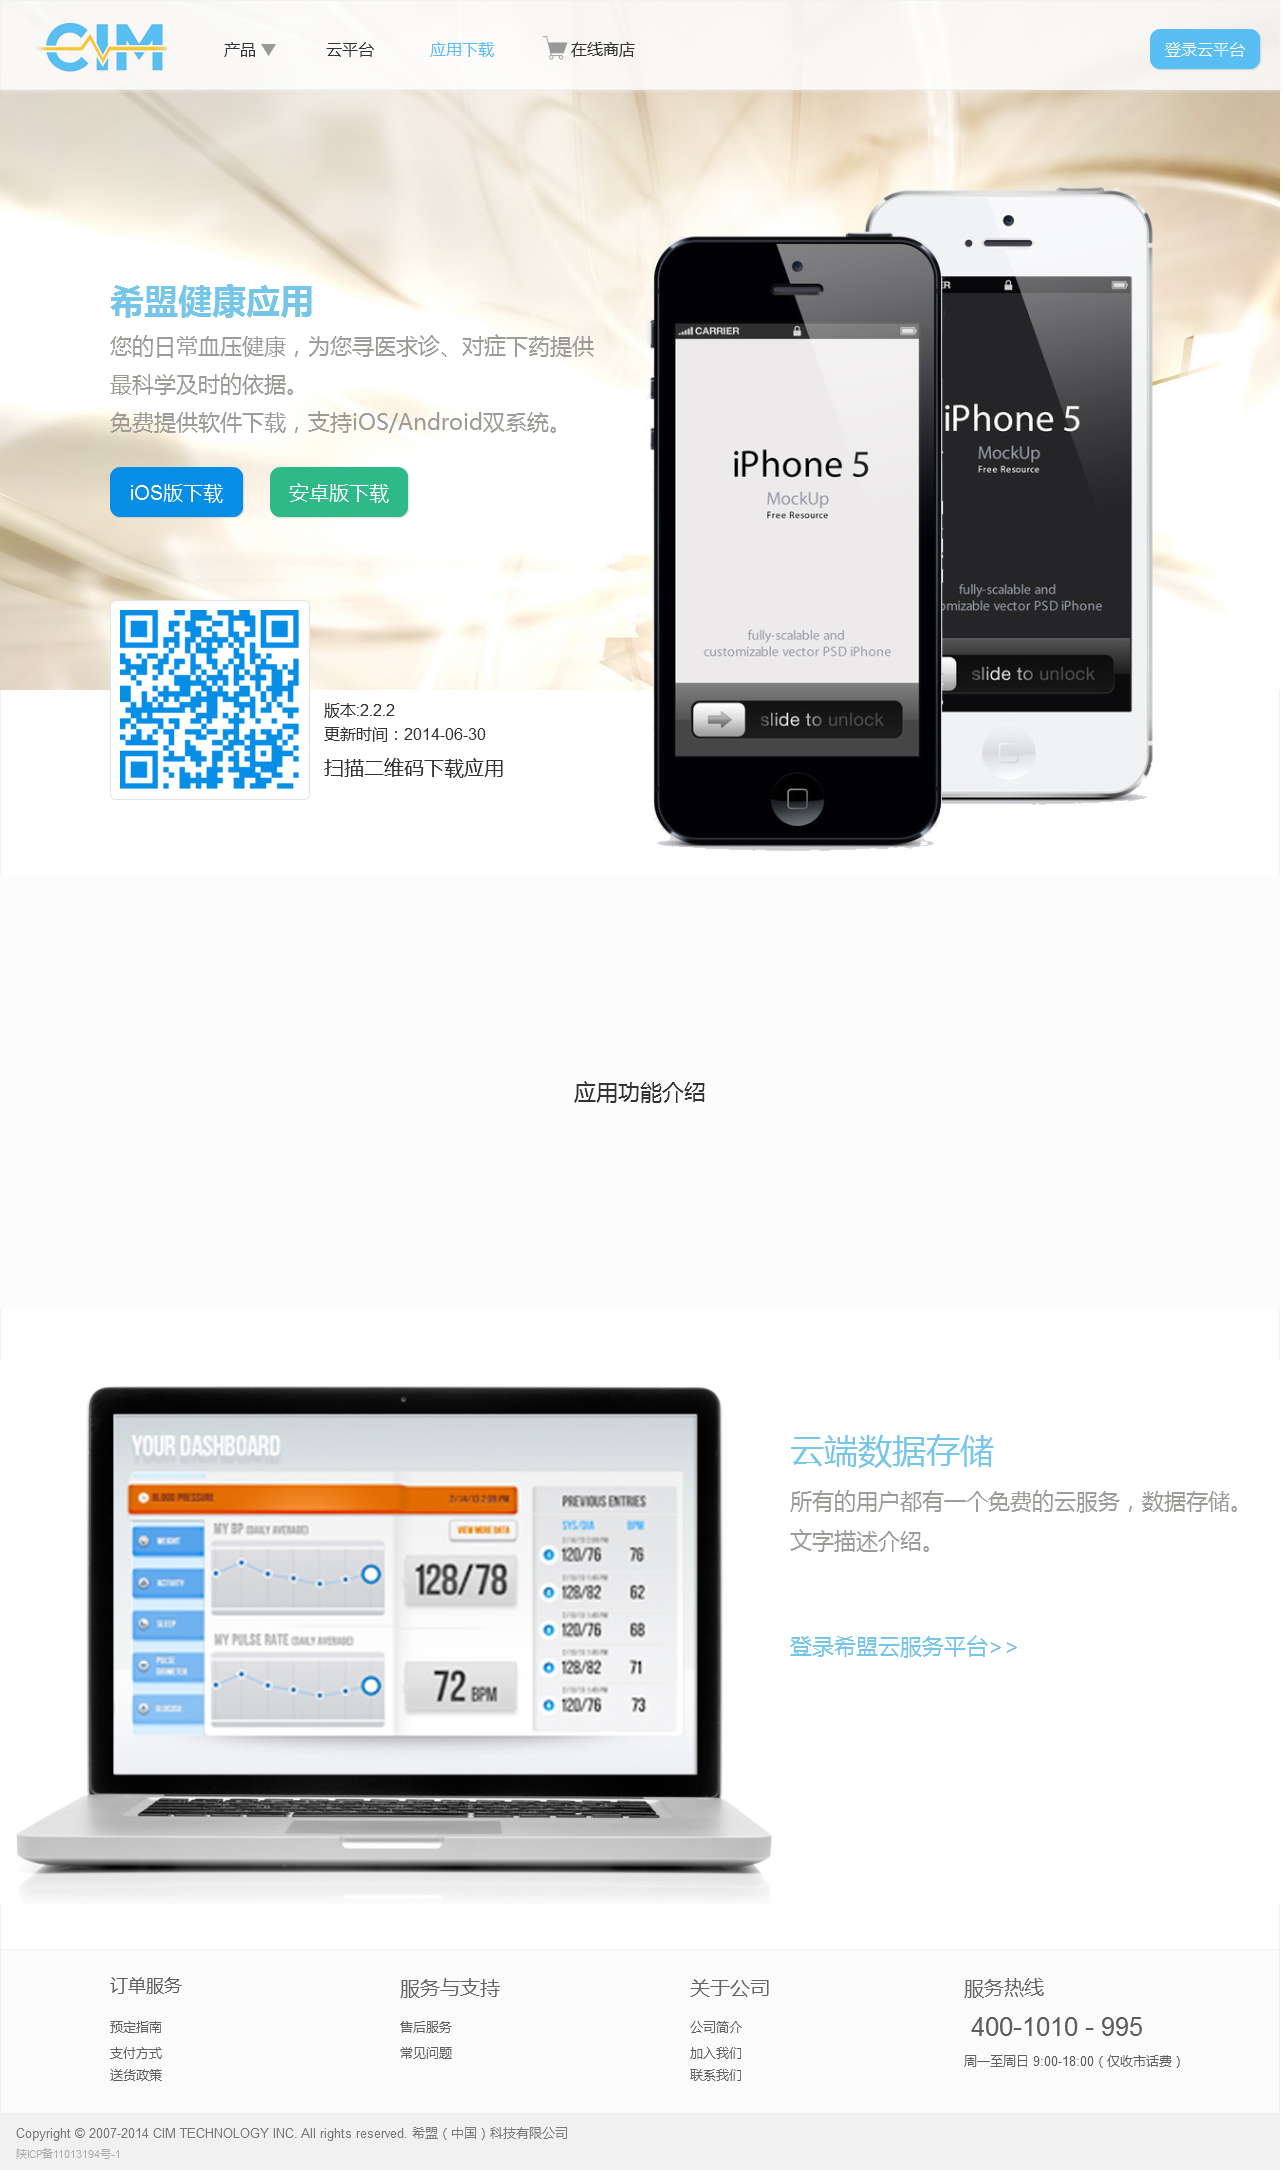 CIM
产品
云平台
应用下载
在线商店
登录云平台
希盟健康应用
您的日常血压健康，为您寻医求诊、对症下药提供
最科学及时的依据。
免费提供软件下载，支持iOS/Android双系统。
iOS版下载
安卓版下载
版本:2.2.2
更新时间：2014-06-30
扫描二维码下载应用
CARRIER
iPhone 5
MockUp
Free Resource
fully-scalable and
customizable vector PSD iPhone
slide to unlock
ER
iPhone 5
MockUp
Free Resource
fully-scalable and
omizable vector PSD iPhone
slide to unlock
应用功能介绍
YOUR DASHBOARD
BLOOD PRESSURE
2/14/13 2:09 PM
WEIGHT
ACTIVITY
SLEEP
PULSE
OXIMETER
GLUCOSE
MY BP (DAILY AVERAGE)
VIEW MORE DATA
128/78
MY PULSE RATE (DAILY AVERAGE)
72 BPM
PREVIOUS ENTRIES
SYS/DIA BPM
120/76 76
128/82 62
120/76 68
128/82 71
120/76 73
云端数据存储
所有的用户都有一个免费的云服务，数据存储。
文字描述介绍。
登录希盟云服务平台>>
订单服务
预定指南
支付方式
送货政策
服务与支持
售后服务
常见问题
关于公司
公司简介
加入我们
联系我们
服务热线
400-1010 - 995
周一至周日 9:00-18:00（仅收市话费）
Copyright © 2007-2014 CIM TECHNOLOGY INC. All rights reserved. 希盟（中国）科技有限公司
陕ICP备11013194号-1